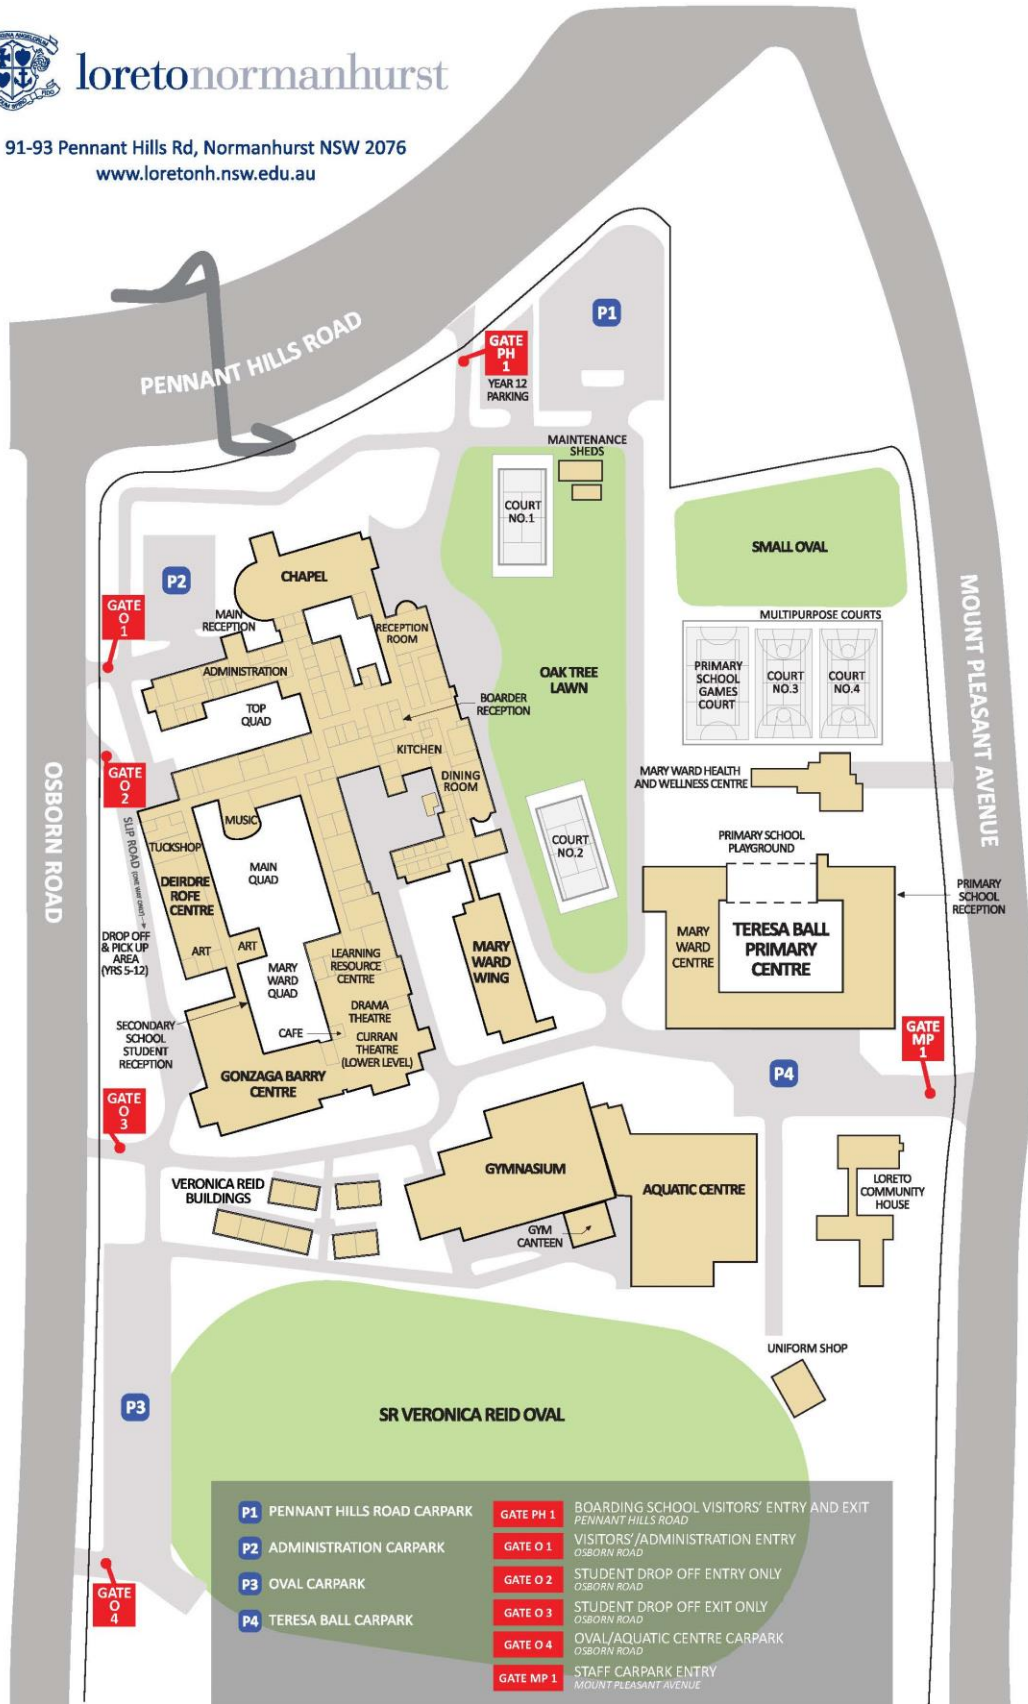 loretonormanhurst
91-93 Pennant Hills Rd, Normanhurst NSW 2076
www.loretonh.nsw.edu.au
PENNANT HILLS ROAD
P1
GATE
PH
1
YEAR 12
PARKING
MAINTENANCE
SHEDS
COURT
NO.1
SMALL OVAL
MOUNT PLEASANT AVENUE
CHAPEL
P2
GATE
O
1
MAIN
RECEPTION
RECEPTION
ROOM
MULTIPURPOSE COURTS
ADMINISTRATION
OAK TREE
LAWN
PRIMARY
SCHOOL
GAMES
COURT
COURT
NO.3
COURT
NO.4
TOP
QUAD
BOARDER
RECEPTION
KITCHEN
GATE
O
2
DINING
ROOM
MARY WARD HEALTH
AND WELLNESS CENTRE
OSBORN ROAD
MUSIC
SLIP ROAD (ONE WAY ONLY)
TUCKSHOP
COURT
NO.2
PRIMARY SCHOOL
PLAYGROUND
MAIN
QUAD
DEIRDRE
ROFE
CENTRE
PRIMARY
SCHOOL
RECEPTION
DROP OFF
& PICK UP
AREA
(YRS 5-12)
ART
ART
MARY
WARD
CENTRE
TERESA BALL
PRIMARY
CENTRE
LEARNING
RESOURCE
CENTRE
MARY
WARD
WING
MARY
WARD
QUAD
DRAMA
THEATRE
SECONDARY
SCHOOL
STUDENT
RECEPTION
CAFE
CURRAN
THEATRE
(LOWER LEVEL)
GATE
MP
1
GONZAGA BARRY
CENTRE
P4
GATE
O
3
GYMNASIUM
VERONICA REID
BUILDINGS
AQUATIC CENTRE
LORETO
COMMUNITY
HOUSE
GYM
CANTEEN
UNIFORM SHOP
P3
SR VERONICA REID OVAL
GATE
O
4
P1 PENNANT HILLS ROAD CARPARK
P2 ADMINISTRATION CARPARK
P3 OVAL CARPARK
P4 TERESA BALL CARPARK
GATE PH 1 BOARDING SCHOOL VISITORS' ENTRY AND EXIT
PENNANT HILLS ROAD
GATE O 1 VISITORS'/ADMINISTRATION ENTRY
OSBORN ROAD
GATE O 2 STUDENT DROP OFF ENTRY ONLY
OSBORN ROAD
GATE O 3 STUDENT DROP OFF EXIT ONLY
OSBORN ROAD
GATE O 4 OVAL/AQUATIC CENTRE CARPARK
OSBORN ROAD
GATE MP 1 STAFF CARPARK ENTRY
MOUNT PLEASANT AVENUE